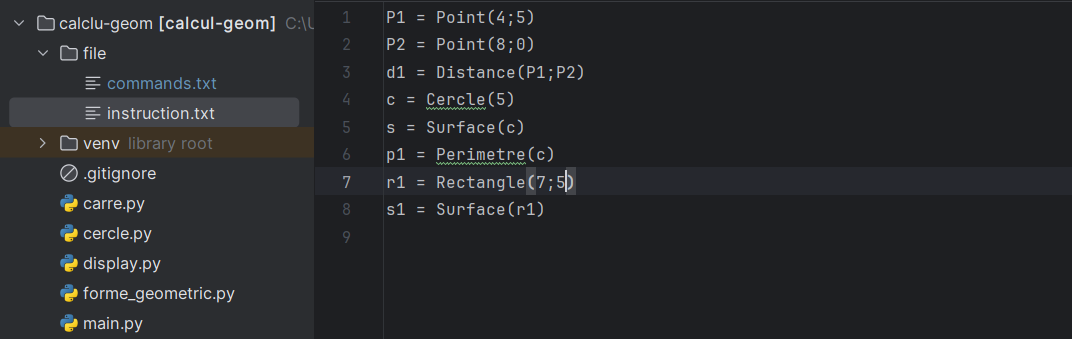 calclu-geom [calcul-geom] C:\U
file
commands.txt
instruction.txt
venv library root
.gitignore
carre.py
cercle.py
display.py
forme_geometric.py
main.py
1 P1 = Point(4;5)
2 P2 = Point(8;0)
3 d1 = Distance(P1;P2)
4 c = Cercle(5)
5 s = Surface(c)
6 p1 = Perimetre(c)
7 r1 = Rectangle(7;5)
8 s1 = Surface(r1)
9